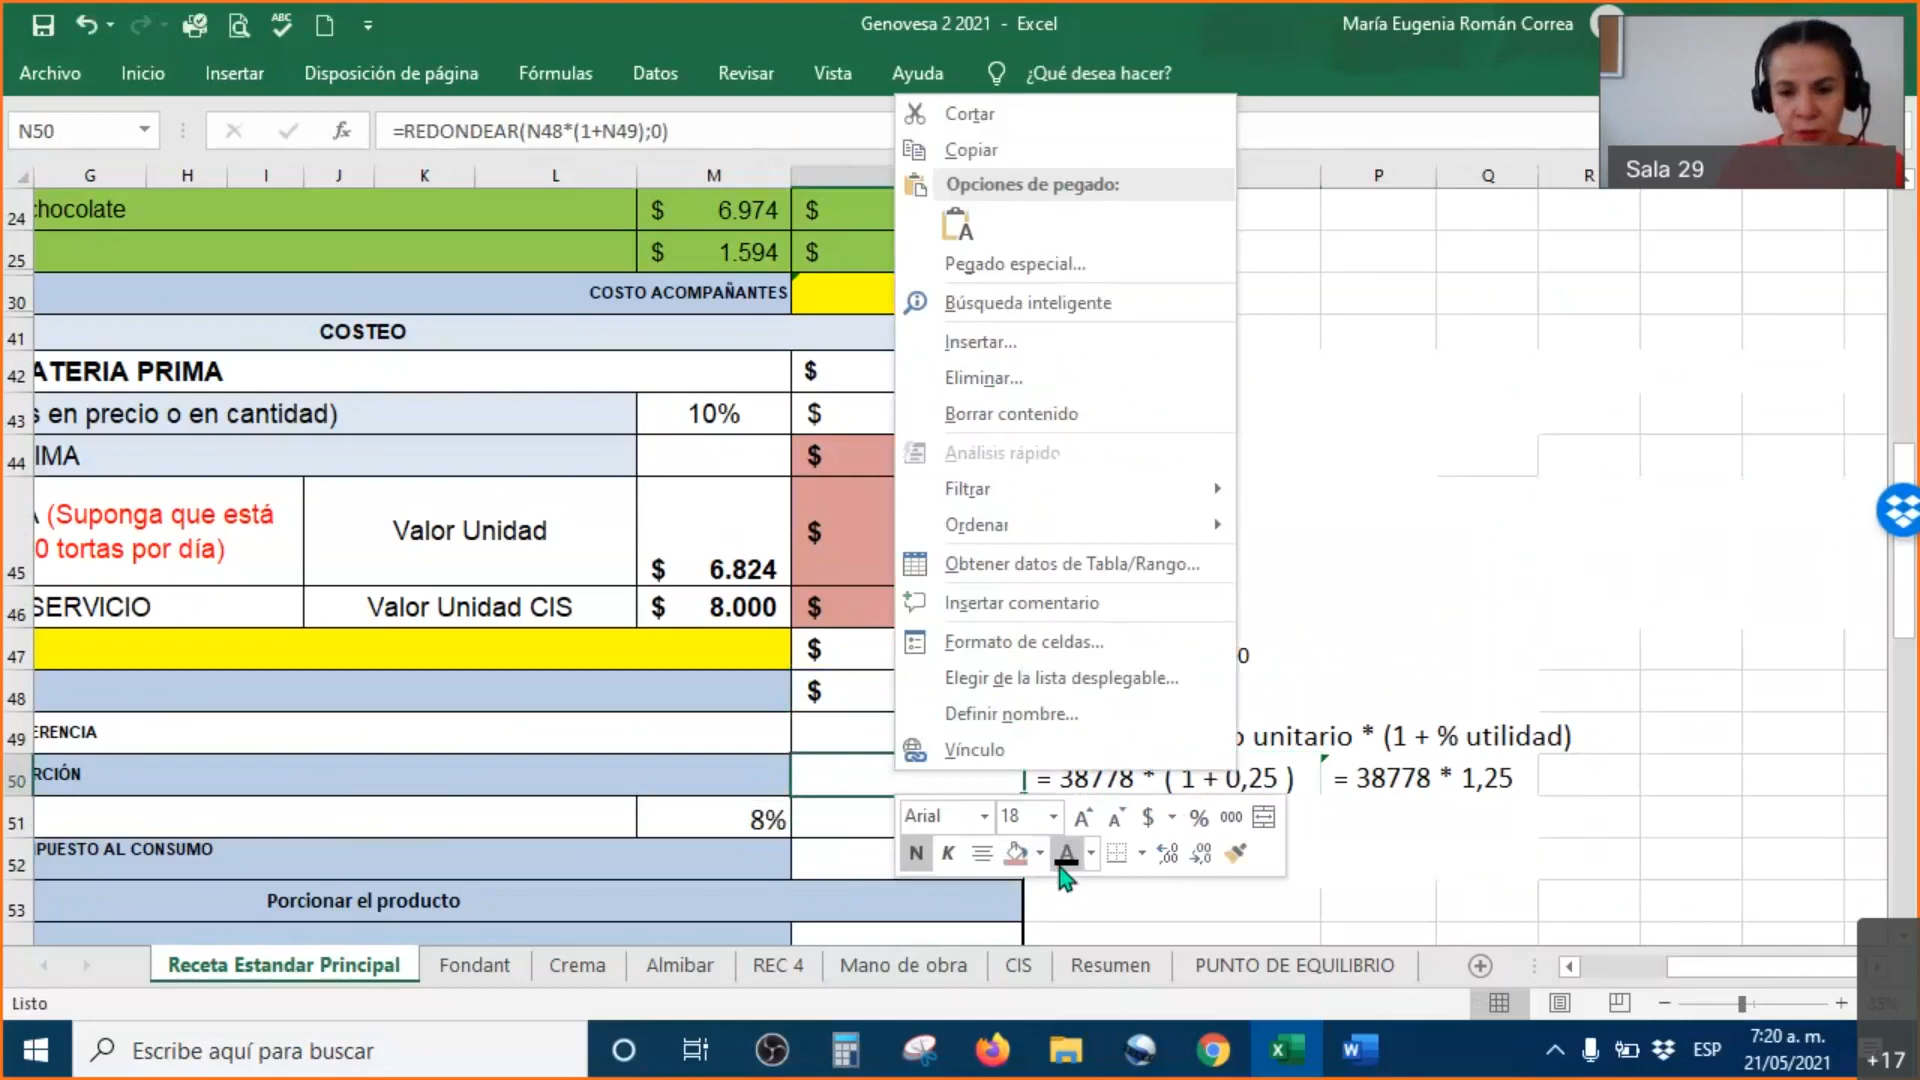 Genovesa 2 2021 - Excel
María Eugenia Román Correa
Archivo Inicio Insertar Disposición de página Fórmulas Datos Revisar Vista Ayuda ¿Qué desea hacer?
N50 fx =REDONDEAR(N48*(1+N49);0)
Sala 29
G H I J K L M P Q R
24 chocolate $ 6.974 $
25 $ 1.594 $
30 COSTO ACOMPAÑANTES
41 COSTEO
42 ATERIA PRIMA $
43 s en precio o en cantidad) 10% $
44 IMA $
A (Suponga que está
0 tortas por día) Valor Unidad $
45 $ 6.824
46 SERVICIO Valor Unidad CIS $ 8.000 $
47 $ 0
48 $
49 ERENCIA o unitario * (1 + % utilidad)
50 RCIÓN = 38778 * ( 1 + 0,25 ) = 38778 * 1,25
51 8%
52 PUESTO AL CONSUMO
53 Porcionar el producto
Cortar
Copiar
Opciones de pegado:
A
Pegado especial...
Búsqueda inteligente
Insertar...
Eliminar...
Borrar contenido
Análisis rápido
Filtrar
Ordenar
Obtener datos de Tabla/Rango...
Insertar comentario
Formato de celdas...
Elegir de la lista desplegable...
Definir nombre...
Vínculo
Arial 18 A A $ % 000
N K A ,00 ,00
Receta Estandar Principal Fondant Crema Almibar REC 4 Mano de obra CIS Resumen PUNTO DE EQUILIBRIO
Listo
Escribe aquí para buscar
ESP
7:20 a. m.
21/05/2021
+17